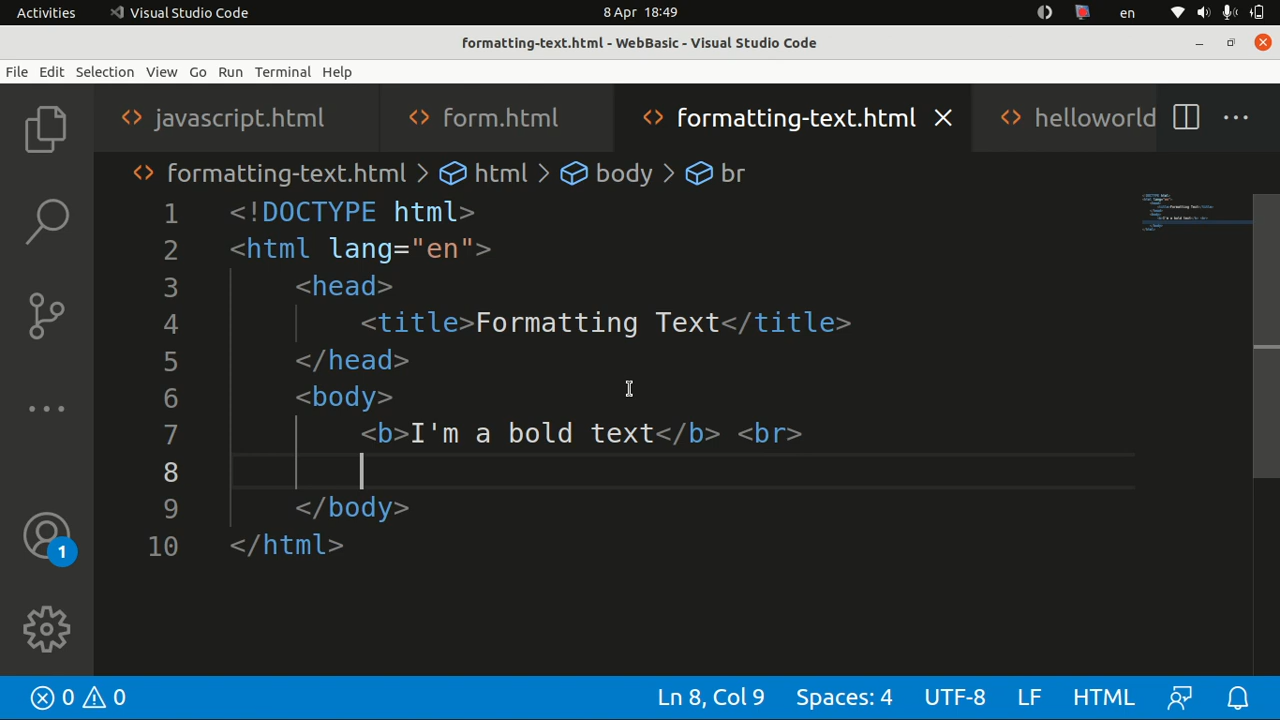 Activities Visual Studio Code 8 Apr 18:49 en
formatting-text.html - WebBasic - Visual Studio Code
File Edit Selection View Go Run Terminal Help
javascript.html form.html formatting-text.html helloworld
formatting-text.html > html > body > br
1 <!DOCTYPE html>
2 <html lang="en">
3 <head>
4 <title>Formatting Text</title>
5 </head>
6 <body>
7 <b>I'm a bold text</b> <br>
8
9 </body>
10 </html>
1
0 0 Ln 8, Col 9 Spaces: 4 UTF-8 LF HTML